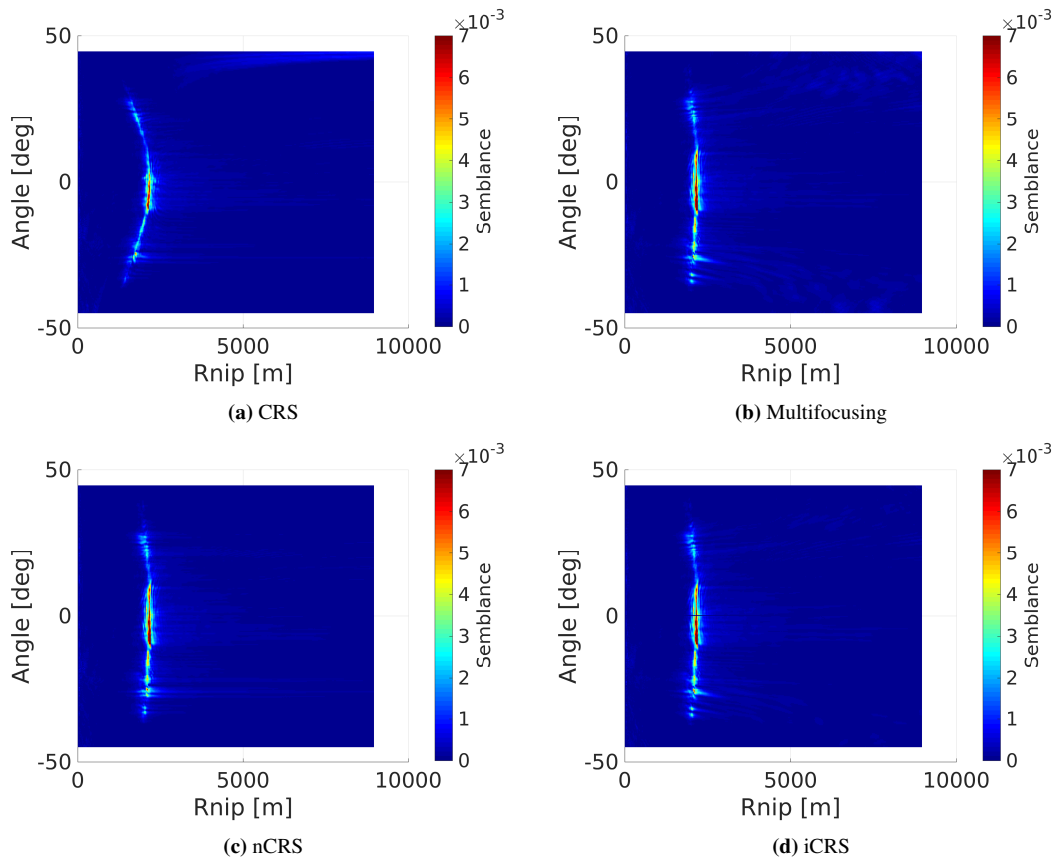 ×10⁻³
50
7
6
5
4
3
2
1
0
Angle [deg]
0
-50
0 5000 10000
Rnip [m]
Semblance
(a) CRS
×10⁻³
50
7
6
5
4
3
2
1
0
Angle [deg]
0
-50
0 5000 10000
Rnip [m]
Semblance
(b) Multifocusing
×10⁻³
50
7
6
5
4
3
2
1
0
Angle [deg]
0
-50
0 5000 10000
Rnip [m]
Semblance
(c) nCRS
×10⁻³
50
7
6
5
4
3
2
1
0
Angle [deg]
0
-50
0 5000 10000
Rnip [m]
Semblance
(d) iCRS